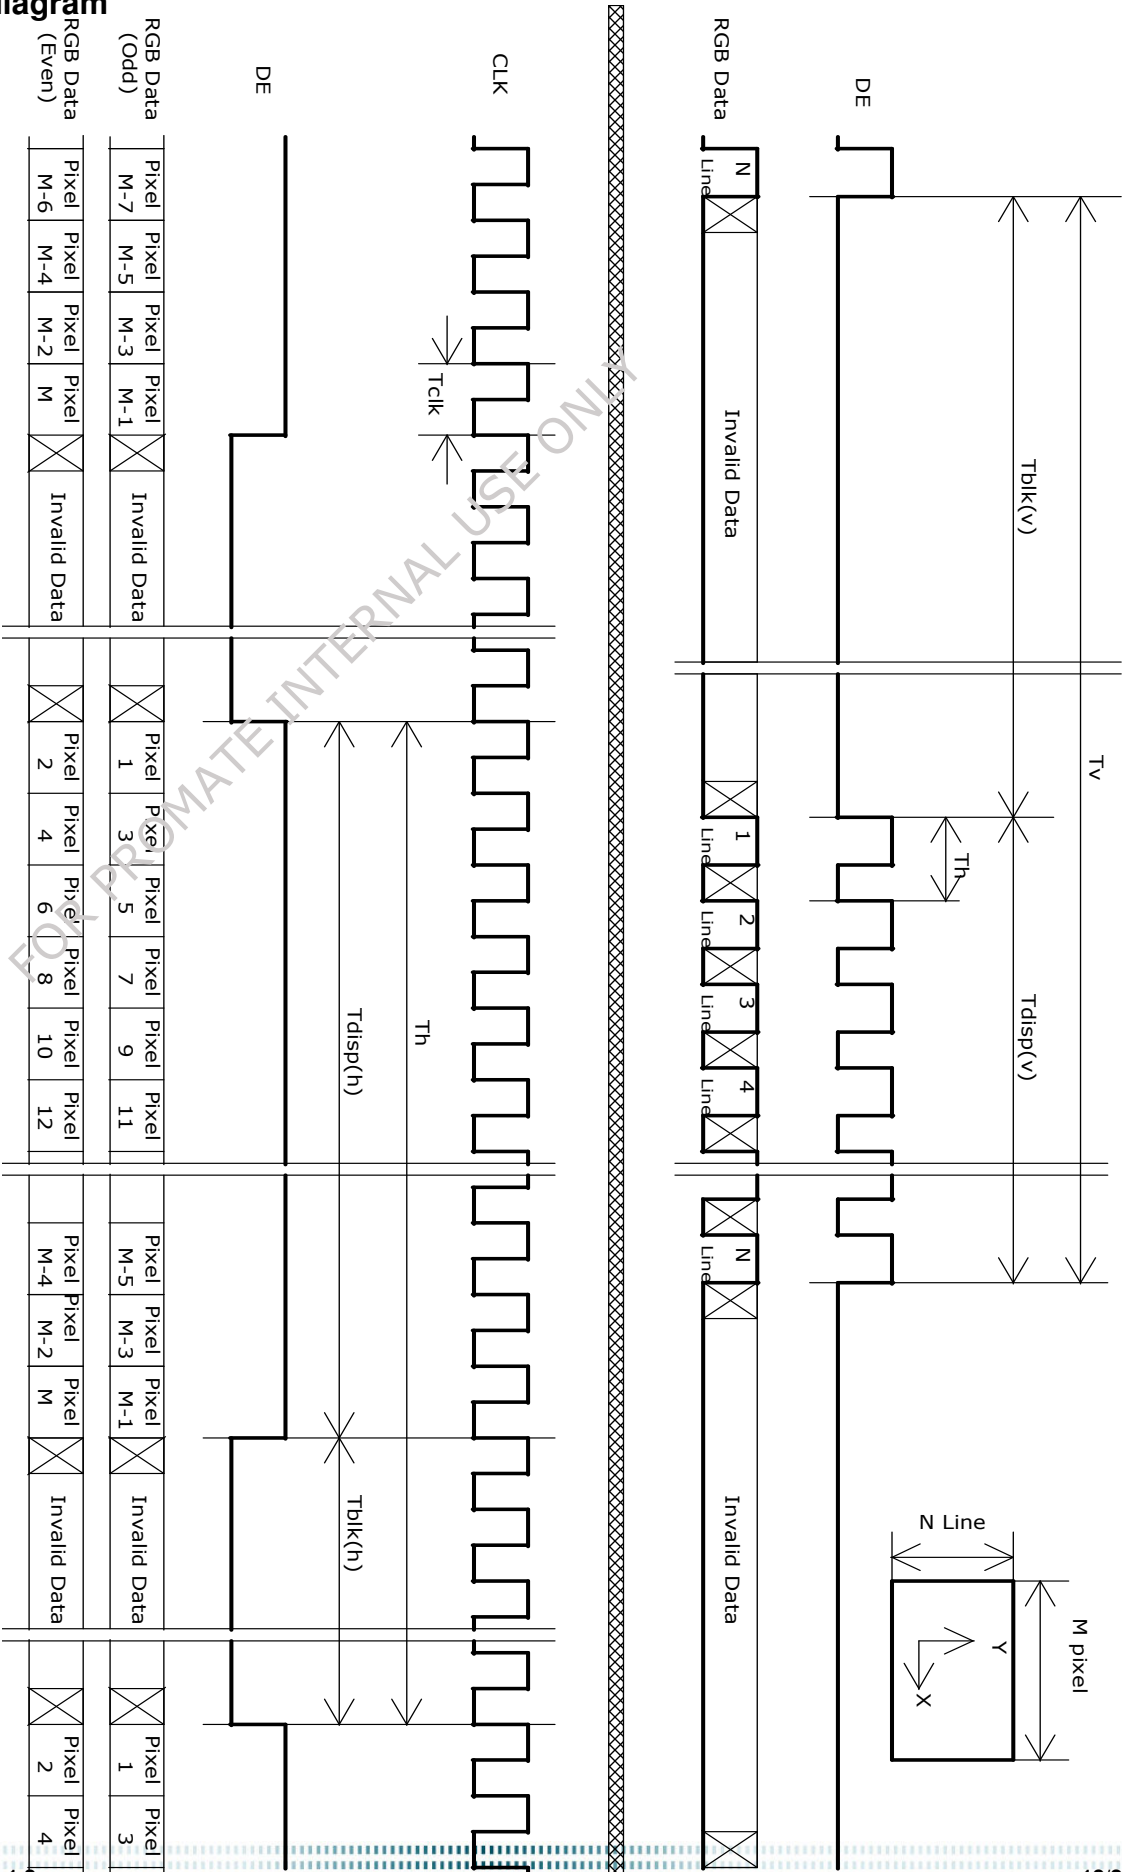 diagram
DE
RGB Data
N
Line
Invalid Data
1
Line
2
Line
3
Line
4
Line
N
Line
Invalid Data
Tblk(v)
Tv
Th
Tdisp(v)
N Line
M pixel
Y
X
CLK
Tclk
DE
Th
Tdisp(h)
Tblk(h)
RGB Data
(Odd)
Pixel
M-7
Pixel
M-5
Pixel
M-3
Pixel
M-1
Invalid Data
Pixel
1
Pixel
3
Pixel
5
Pixel
7
Pixel
9
Pixel
11
Pixel
M-5
Pixel
M-3
Pixel
M-1
Invalid Data
Pixel
1
Pixel
3
RGB Data
(Even)
Pixel
M-6
Pixel
M-4
Pixel
M-2
Pixel
M
Invalid Data
Pixel
2
Pixel
4
Pixel
6
Pixel
8
Pixel
10
Pixel
12
Pixel
M-4
Pixel
M-2
Pixel
M
Invalid Data
Pixel
2
Pixel
4
FOR PROMATE INTERNAL USE ONLY